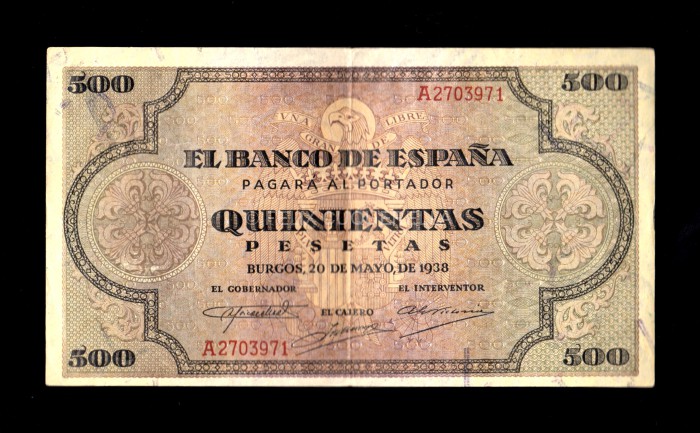 500 500
A2703971
UNA GRANDE LIBRE
EL BANCO DE ESPAÑA
PAGARÁ AL PORTADOR
QUINIENTAS
PESETAS
BURGOS, 20 DE MAYO, DE 1938
EL GOBERNADOR EL INTERVENTOR
EL CAJERO
A2703971
500 500